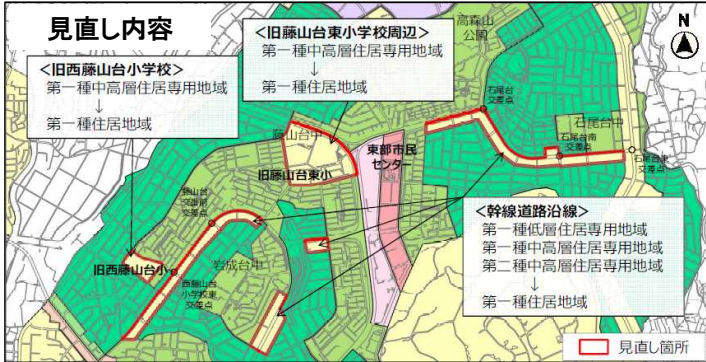 見直し内容
<旧藤山台東小学校周辺>
第一種中高層住居専用地域
↓
第一種住居地域
<旧西藤山台小学校>
第一種中高層住居専用地域
↓
第一種住居地域
高森山
公園
N
石尾台
交差点
石尾台中
石尾台南
交差点
石尾台東
交差点
藤山台中
東部市民
センター
旧藤山台東小
藤山台
交番前
交差点
岩成台中
旧西藤山台小
西藤山台
小学校東
交差点
<幹線道路沿線>
第一種低層住居専用地域
第一種中高層住居専用地域
第二種中高層住居専用地域
↓
第一種住居地域
見直し箇所